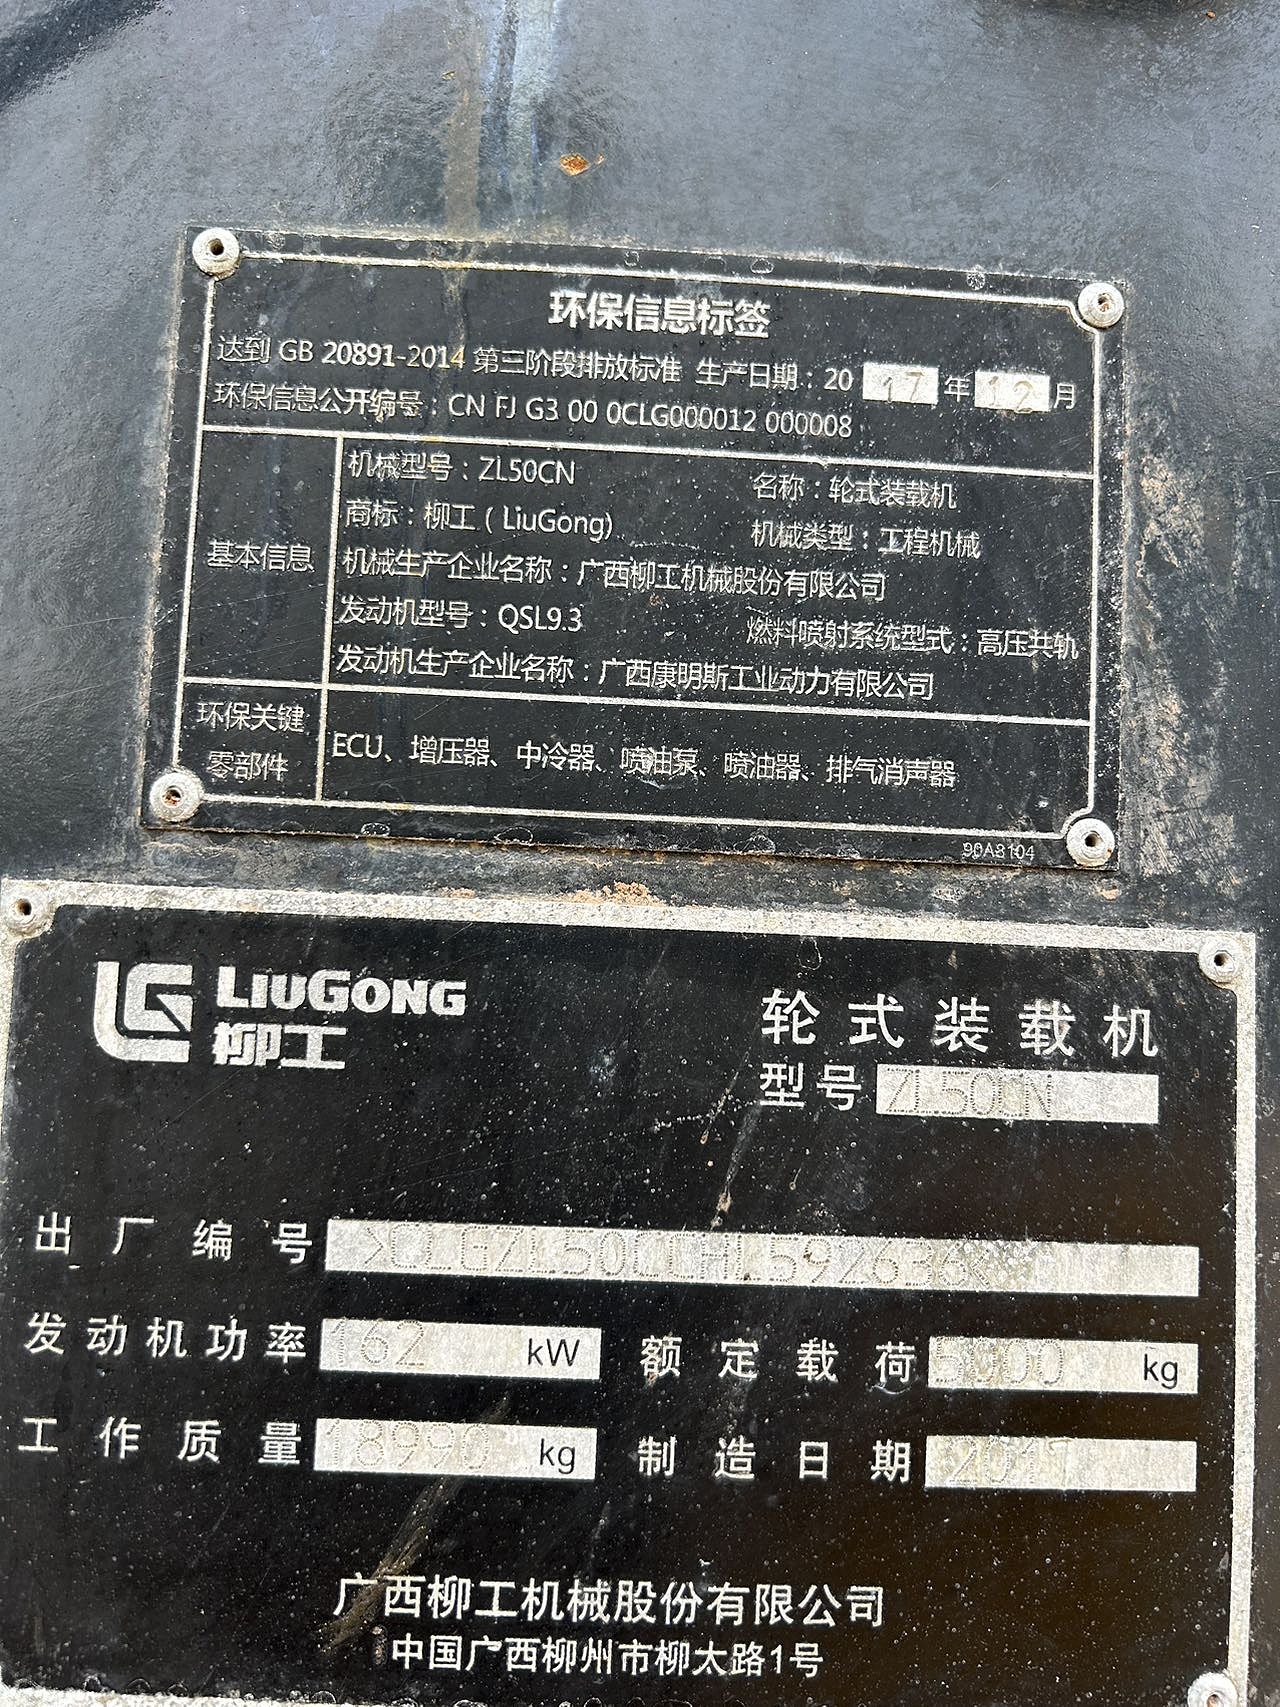 环保信息标签
达到 GB 20891-2014 第三阶段排放标准 生产日期：20 17 年 12 月
环保信息公开编号：CN FJ G3 00 0CLG000012 000008
基本信息
机械型号：ZL50CN 名称：轮式装载机
商标：柳工（LiuGong） 机械类型：工程机械
机械生产企业名称：广西柳工机械股份有限公司
发动机型号：QSL9.3 燃料喷射系统型式：高压共轨
发动机生产企业名称：广西康明斯工业动力有限公司
环保关键
零部件
ECU、增压器、中冷器、喷油泵、喷油器、排气消声器
90A8104
LIUGONG
柳工
轮式装载机
型号 ZL50CN
出厂编号
发动机功率 162 kW 额定载荷 5000 kg
工作质量 18990 kg 制造日期 2017
广西柳工机械股份有限公司
中国广西柳州市柳太路1号